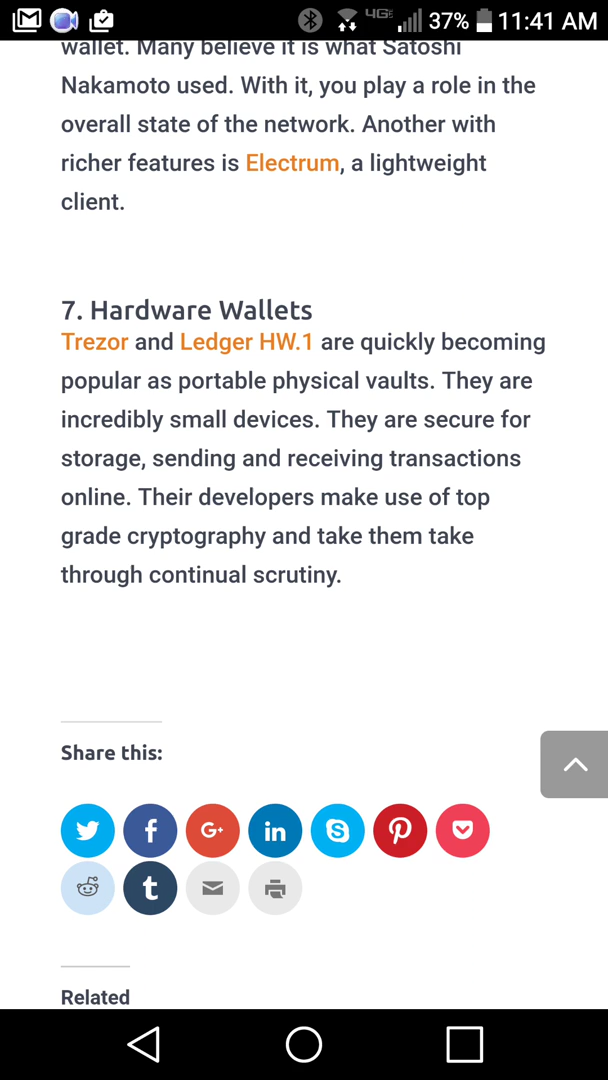 4G 37% 11:41 AM
wallet. Many believe it is what Satoshi
Nakamoto used. With it, you play a role in the
overall state of the network. Another with
richer features is Electrum, a lightweight
client.
7. Hardware Wallets
Trezor and Ledger HW.1 are quickly becoming
popular as portable physical vaults. They are
incredibly small devices. They are secure for
storage, sending and receiving transactions
online. Their developers make use of top
grade cryptography and take them take
through continual scrutiny.
Share this:
G+ in
Related